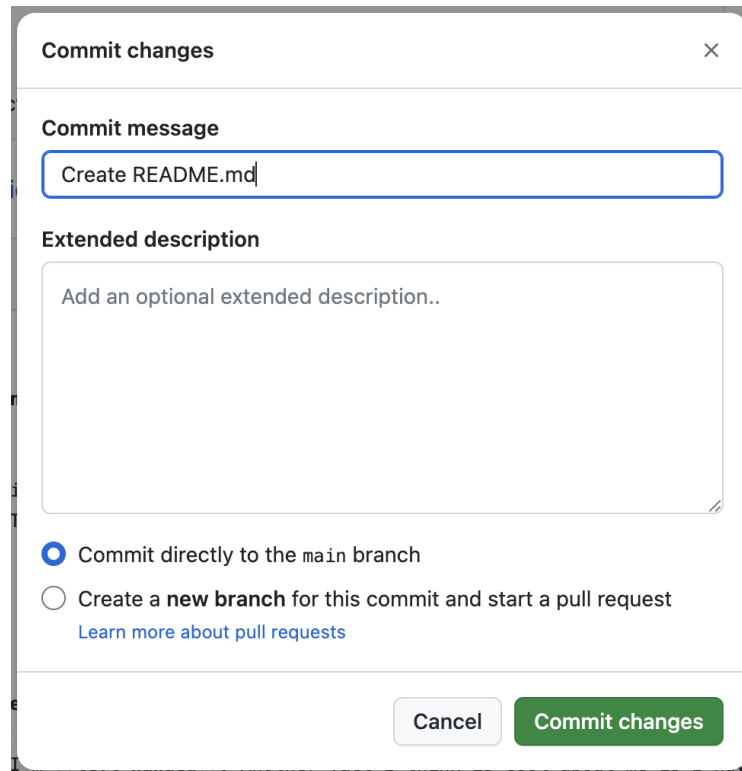 Commit changes
Commit message
Create README.md
Extended description
Add an optional extended description..
Commit directly to the main branch
Create a new branch for this commit and start a pull request
Learn more about pull requests
Cancel
Commit changes